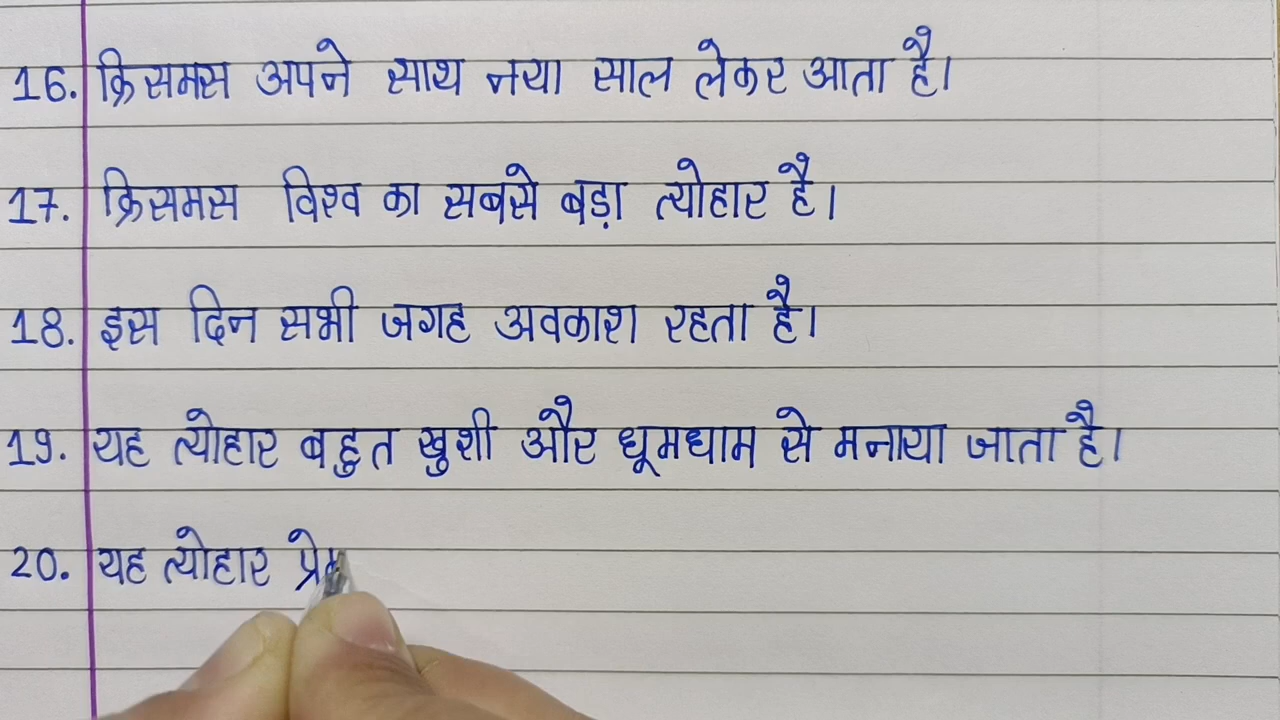 16. क्रिसमस अपने साथ नया साल लेकर आता है।
17. क्रिसमस विश्व का सबसे बड़ा त्योहार है।
18. इस दिन सभी जगह अवकाश रहता है।
19. यह त्योहार बहुत खुशी और धूमधाम से मनाया जाता है।
20. यह त्योहार